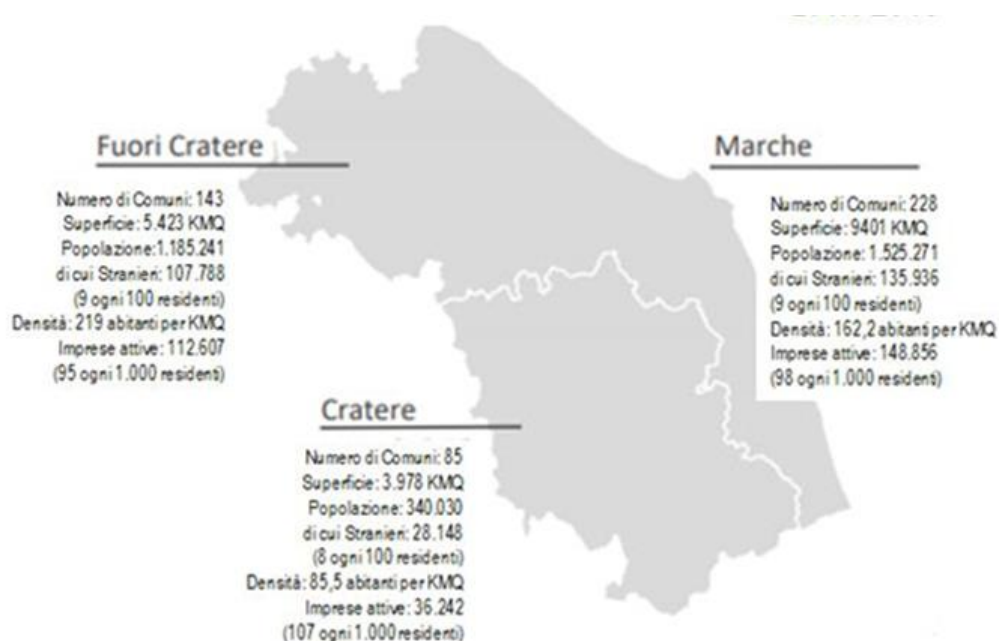 Fuori Cratere
Numero di Comuni: 143
Superficie: 5.423 KMQ
Popolazione: 1.185.241
di cui Stranieri: 107.788
(9 ogni 100 residenti)
Densità: 219 abitanti per KMQ
Imprese attive: 112.607
(95 ogni 1.000 residenti)
Marche
Numero di Comuni: 228
Superficie: 9401 KMQ
Popolazione: 1.525.271
di cui Stranieri: 135.936
(9 ogni 100 residenti)
Densità: 162,2 abitanti per KMQ
Imprese attive: 148.856
(98 ogni 1.000 residenti)
Cratere
Numero di Comuni: 85
Superficie: 3.978 KMQ
Popolazione: 340.030
di cui Stranieri: 28.148
(8 ogni 100 residenti)
Densità: 85,5 abitanti per KMQ
Imprese attive: 36.242
(107 ogni 1.000 residenti)